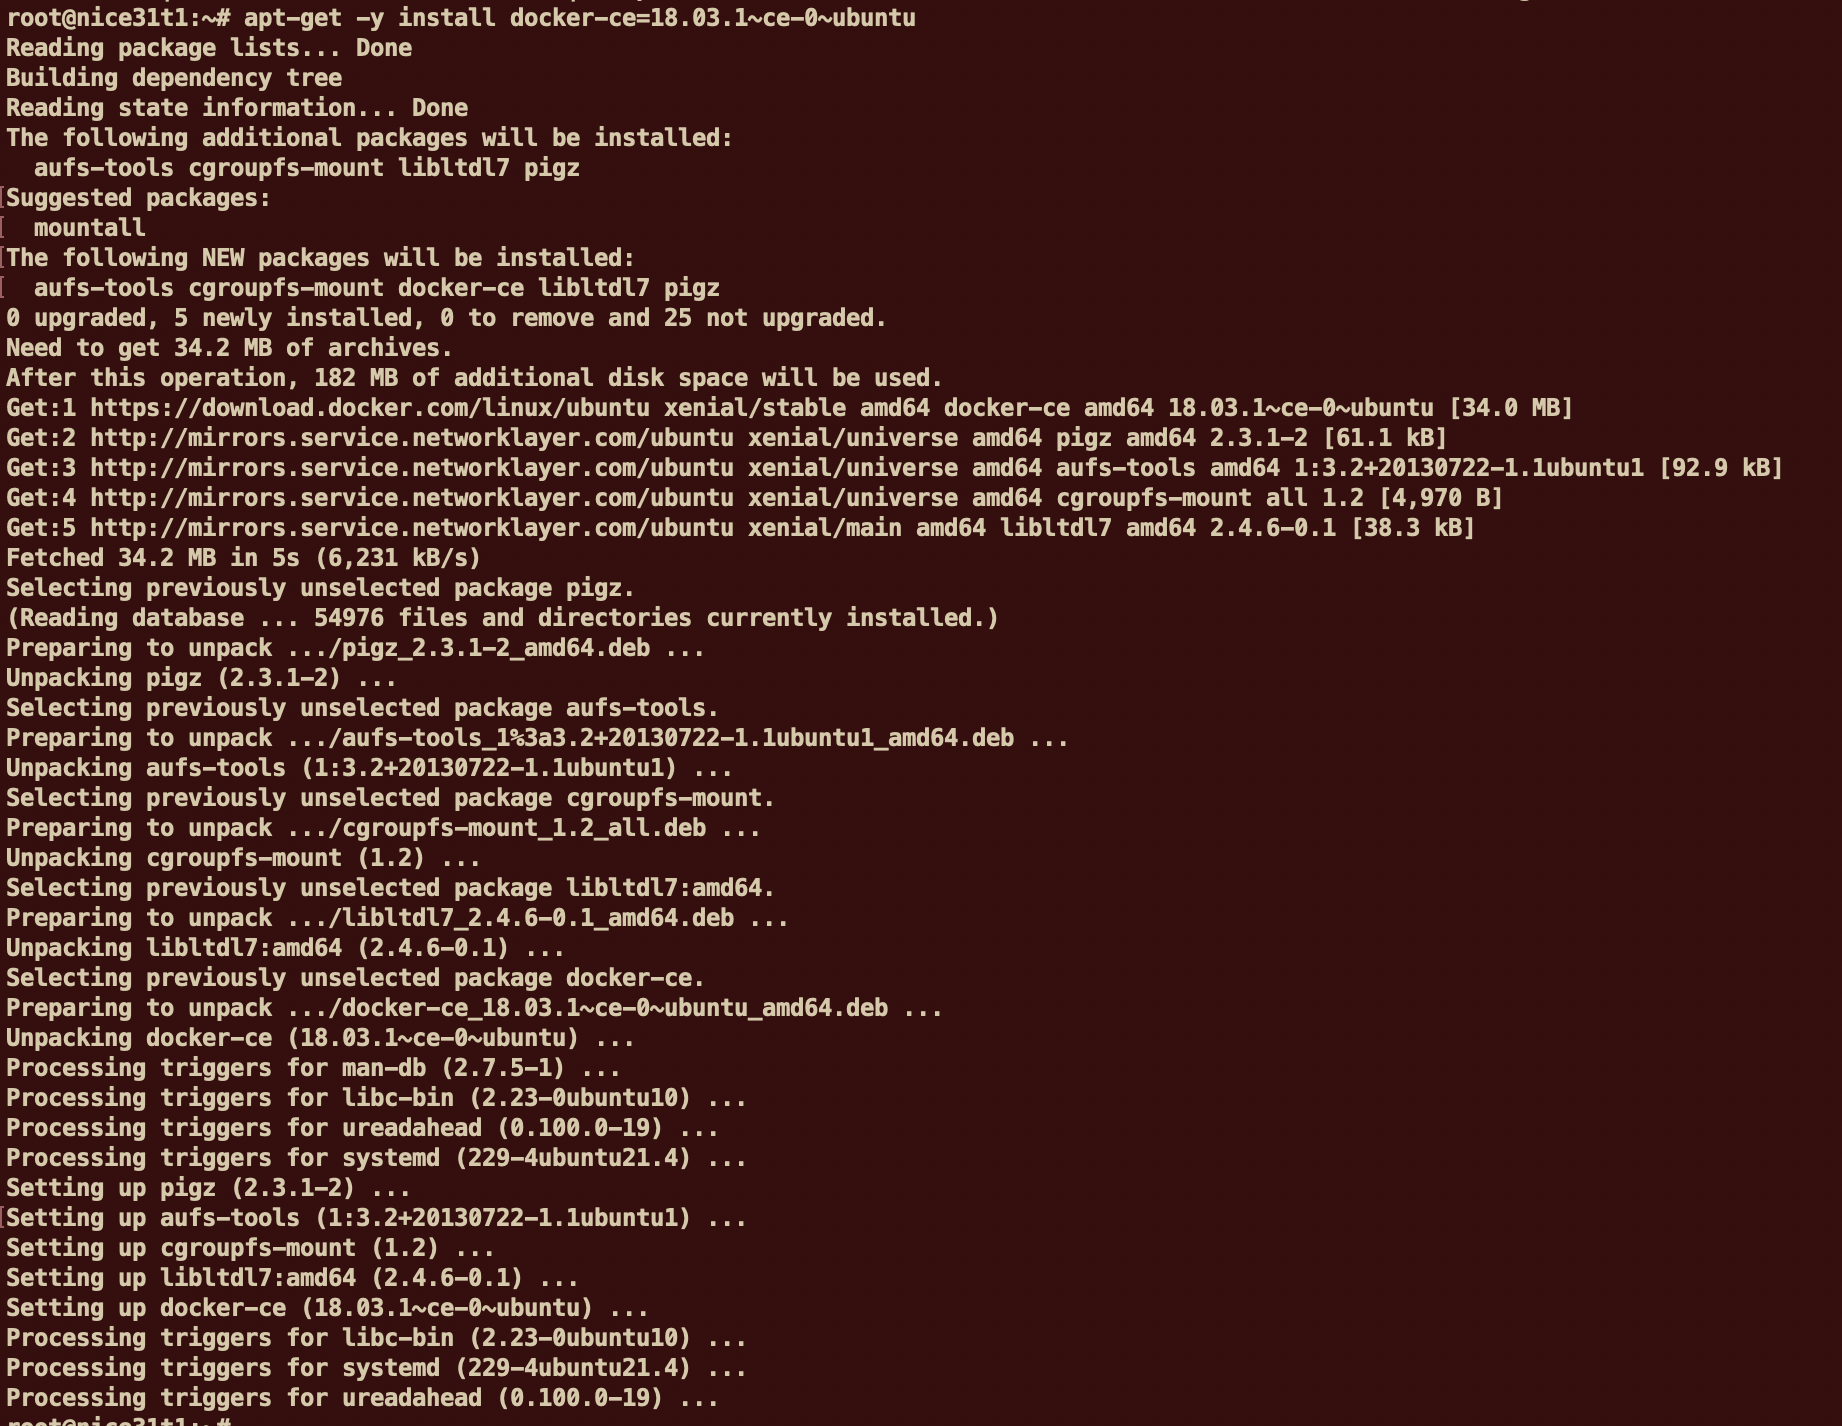 root@nice31t1:~# apt-get -y install docker-ce=18.03.1~ce-0~ubuntu
Reading package lists... Done
Building dependency tree
Reading state information... Done
The following additional packages will be installed:
  aufs-tools cgroupfs-mount libltdl7 pigz
Suggested packages:
  mountall
The following NEW packages will be installed:
  aufs-tools cgroupfs-mount docker-ce libltdl7 pigz
0 upgraded, 5 newly installed, 0 to remove and 25 not upgraded.
Need to get 34.2 MB of archives.
After this operation, 182 MB of additional disk space will be used.
Get:1 https://download.docker.com/linux/ubuntu xenial/stable amd64 docker-ce amd64 18.03.1~ce-0~ubuntu [34.0 MB]
Get:2 http://mirrors.service.networklayer.com/ubuntu xenial/universe amd64 pigz amd64 2.3.1-2 [61.1 kB]
Get:3 http://mirrors.service.networklayer.com/ubuntu xenial/universe amd64 aufs-tools amd64 1:3.2+20130722-1.1ubuntu1 [92.9 kB]
Get:4 http://mirrors.service.networklayer.com/ubuntu xenial/universe amd64 cgroupfs-mount all 1.2 [4,970 B]
Get:5 http://mirrors.service.networklayer.com/ubuntu xenial/main amd64 libltdl7 amd64 2.4.6-0.1 [38.3 kB]
Fetched 34.2 MB in 5s (6,231 kB/s)
Selecting previously unselected package pigz.
(Reading database ... 54976 files and directories currently installed.)
Preparing to unpack .../pigz_2.3.1-2_amd64.deb ...
Unpacking pigz (2.3.1-2) ...
Selecting previously unselected package aufs-tools.
Preparing to unpack .../aufs-tools_1%3a3.2+20130722-1.1ubuntu1_amd64.deb ...
Unpacking aufs-tools (1:3.2+20130722-1.1ubuntu1) ...
Selecting previously unselected package cgroupfs-mount.
Preparing to unpack .../cgroupfs-mount_1.2_all.deb ...
Unpacking cgroupfs-mount (1.2) ...
Selecting previously unselected package libltdl7:amd64.
Preparing to unpack .../libltdl7_2.4.6-0.1_amd64.deb ...
Unpacking libltdl7:amd64 (2.4.6-0.1) ...
Selecting previously unselected package docker-ce.
Preparing to unpack .../docker-ce_18.03.1~ce-0~ubuntu_amd64.deb ...
Unpacking docker-ce (18.03.1~ce-0~ubuntu) ...
Processing triggers for man-db (2.7.5-1) ...
Processing triggers for libc-bin (2.23-0ubuntu10) ...
Processing triggers for ureadahead (0.100.0-19) ...
Processing triggers for systemd (229-4ubuntu21.4) ...
Setting up pigz (2.3.1-2) ...
Setting up aufs-tools (1:3.2+20130722-1.1ubuntu1) ...
Setting up cgroupfs-mount (1.2) ...
Setting up libltdl7:amd64 (2.4.6-0.1) ...
Setting up docker-ce (18.03.1~ce-0~ubuntu) ...
Processing triggers for libc-bin (2.23-0ubuntu10) ...
Processing triggers for systemd (229-4ubuntu21.4) ...
Processing triggers for ureadahead (0.100.0-19) ...
root@nice31t1:~#